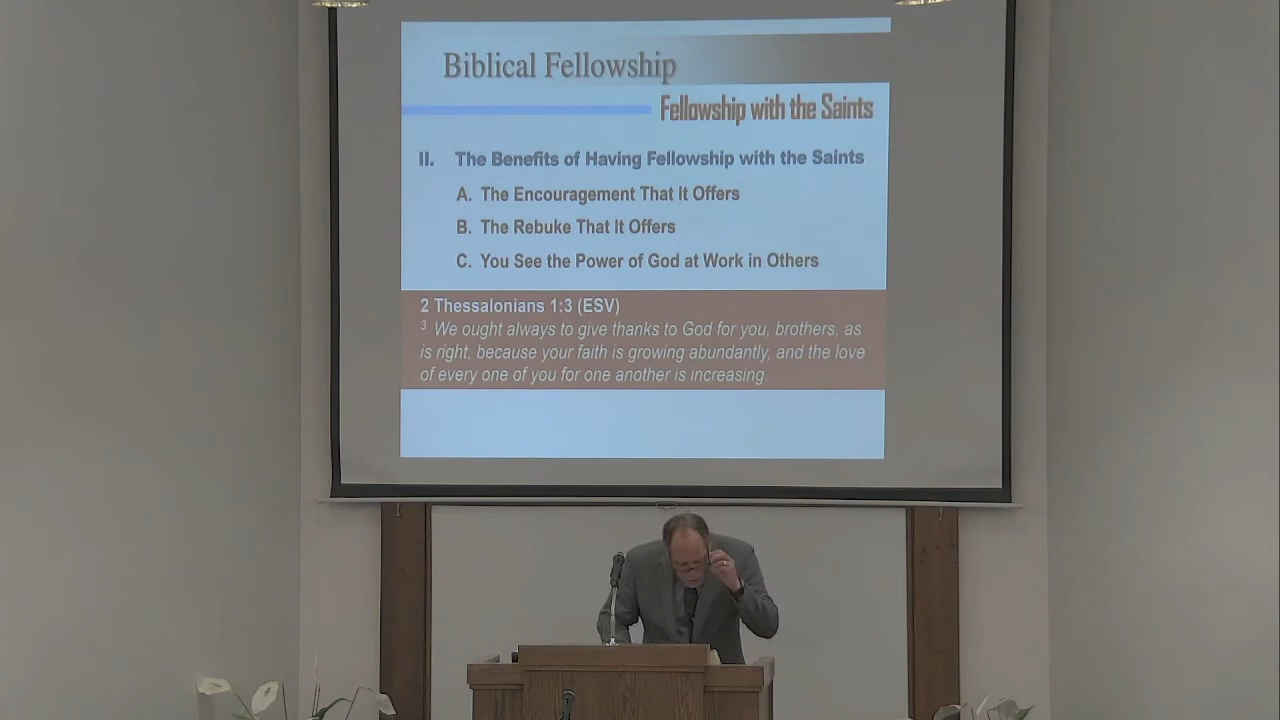 Biblical Fellowship
Fellowship with the Saints
II. The Benefits of Having Fellowship with the Saints
A. The Encouragement That It Offers
B. The Rebuke That It Offers
C. You See the Power of God at Work in Others
2 Thessalonians 1:3 (ESV)
3 We ought always to give thanks to God for you, brothers, as
is right, because your faith is growing abundantly, and the love
of every one of you for one another is increasing.